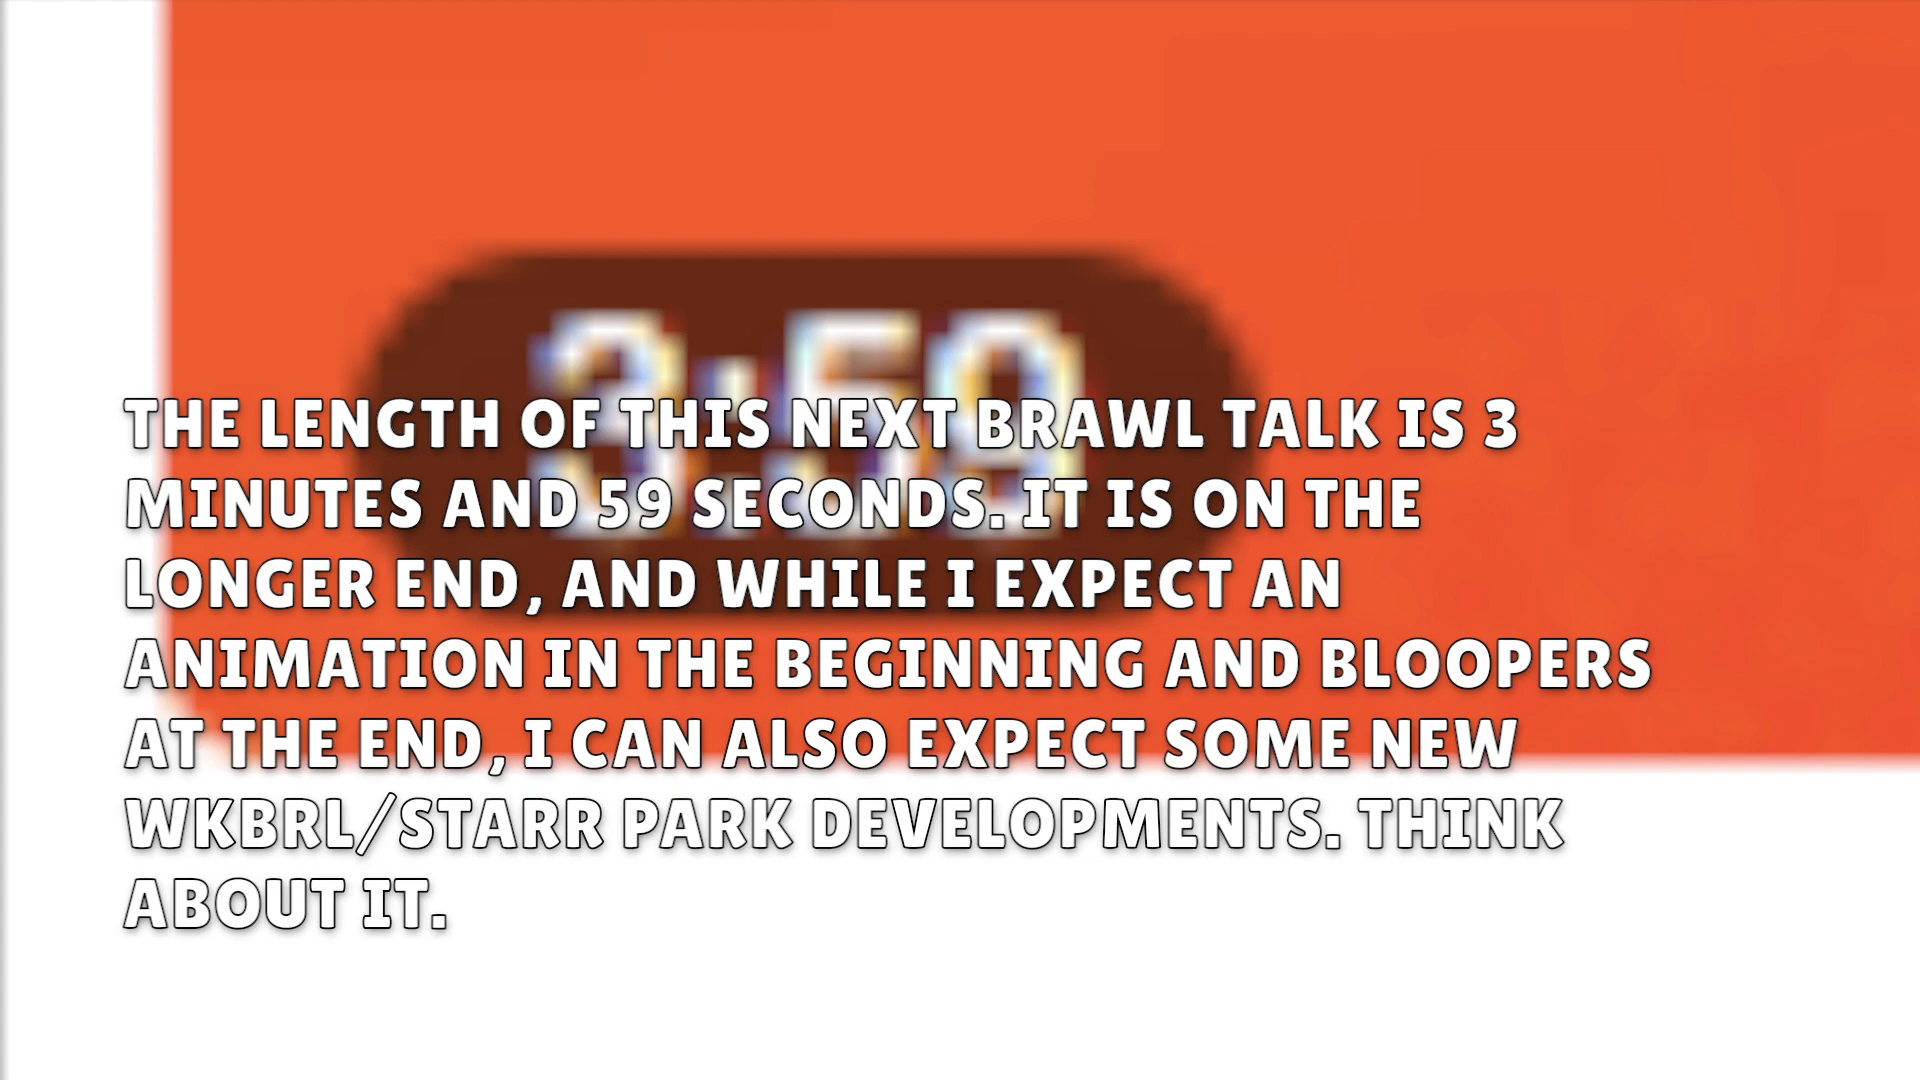 3:59
THE LENGTH OF THIS NEXT BRAWL TALK IS 3
MINUTES AND 59 SECONDS. IT IS ON THE
LONGER END, AND WHILE I EXPECT AN
ANIMATION IN THE BEGINNING AND BLOOPERS
AT THE END, I CAN ALSO EXPECT SOME NEW
WKBRL/STARR PARK DEVELOPMENTS. THINK
ABOUT IT.